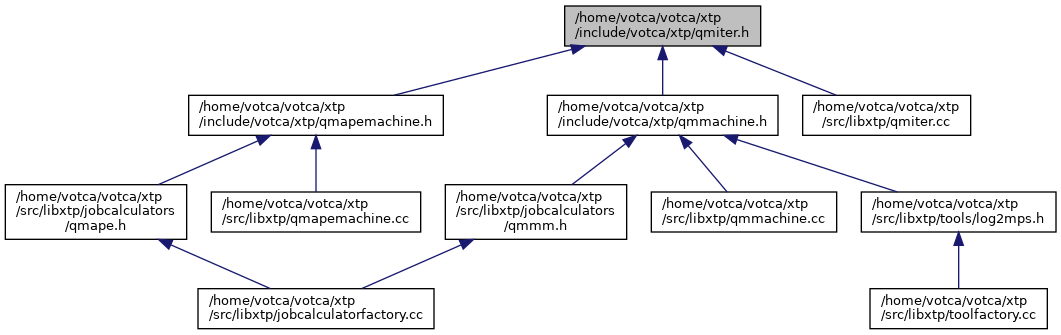 /home/votca/votca/xtp
/include/votca/xtp/qmiter.h
/home/votca/votca/xtp
/include/votca/xtp/qmapemachine.h
/home/votca/votca/xtp
/include/votca/xtp/qmmachine.h
/home/votca/votca/xtp
/src/libxtp/qmiter.cc
/home/votca/votca/xtp
/src/libxtp/jobcalculators
/qmape.h
/home/votca/votca/xtp
/src/libxtp/qmapemachine.cc
/home/votca/votca/xtp
/src/libxtp/jobcalculators
/qmmm.h
/home/votca/votca/xtp
/src/libxtp/qmmachine.cc
/home/votca/votca/xtp
/src/libxtp/tools/log2mps.h
/home/votca/votca/xtp
/src/libxtp/jobcalculatorfactory.cc
/home/votca/votca/xtp
/src/libxtp/toolfactory.cc